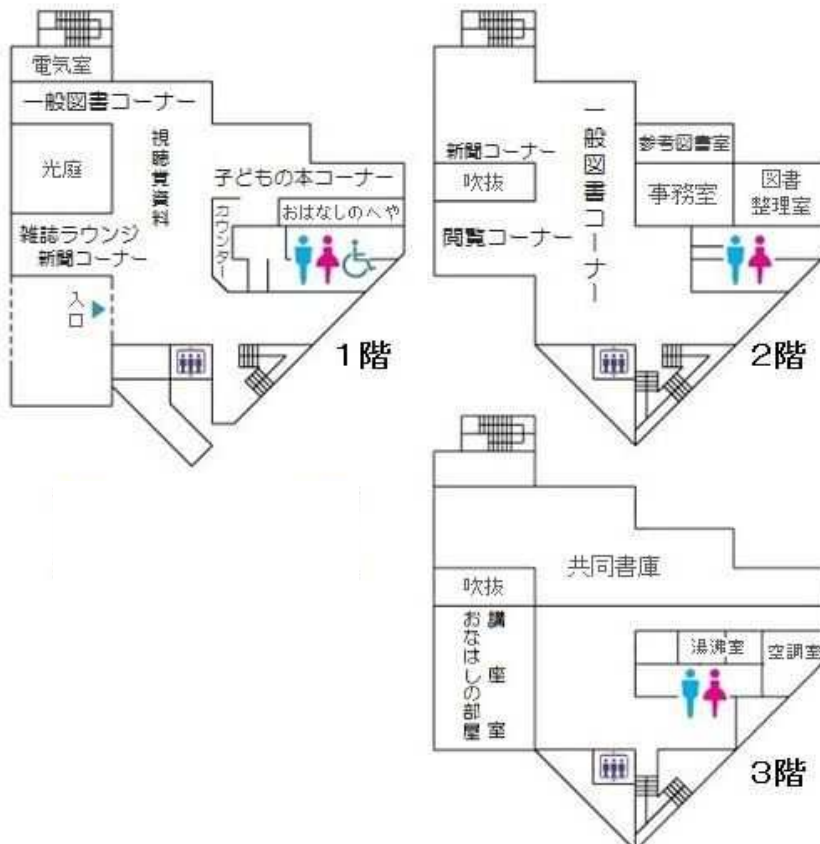 電気室
一般図書コーナー
視聴覚資料
光庭
子どもの本コーナー
カウンター
おはなしのへや
雑誌ラウンジ
新聞コーナー
入口
1階
一般図書コーナー
新聞コーナー
参考図書室
吹抜
事務室
図書
整理室
閲覧コーナー
2階
共同書庫
吹抜
講座室
おなはしの部屋
湯沸室
空調室
3階